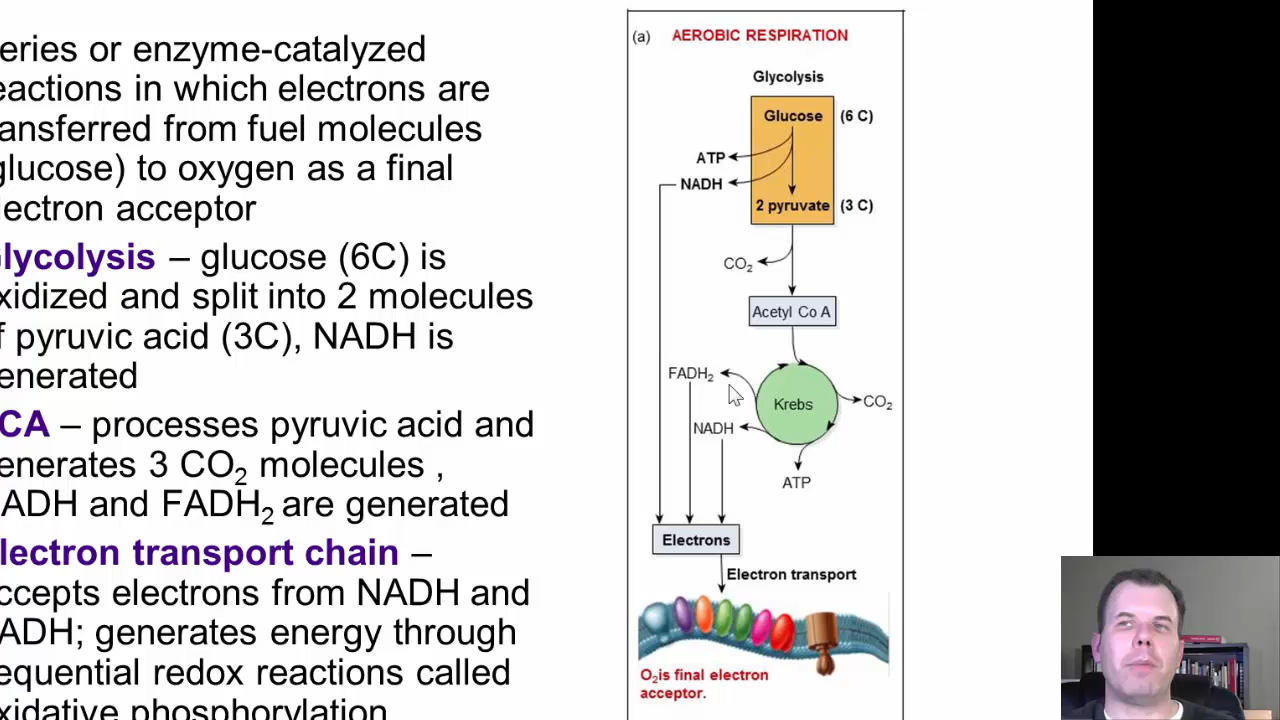 eries or enzyme-catalyzed
eactions in which electrons are
ansferred from fuel molecules
glucose) to oxygen as a final
lectron acceptor
lycolysis – glucose (6C) is
xidized and split into 2 molecules
f pyruvic acid (3C), NADH is
enerated
CA – processes pyruvic acid and
enerates 3 CO₂ molecules ,
ADH and FADH₂ are generated
lectron transport chain –
ccepts electrons from NADH and
ADH; generates energy through
equential redox reactions called
xidative phosphorylation
(a) AEROBIC RESPIRATION
Glycolysis
Glucose (6 C)
ATP
NADH
2 pyruvate (3 C)
CO₂
Acetyl Co A
FADH₂
Krebs
CO₂
NADH
ATP
Electrons
Electron transport
O₂is final electron
acceptor.